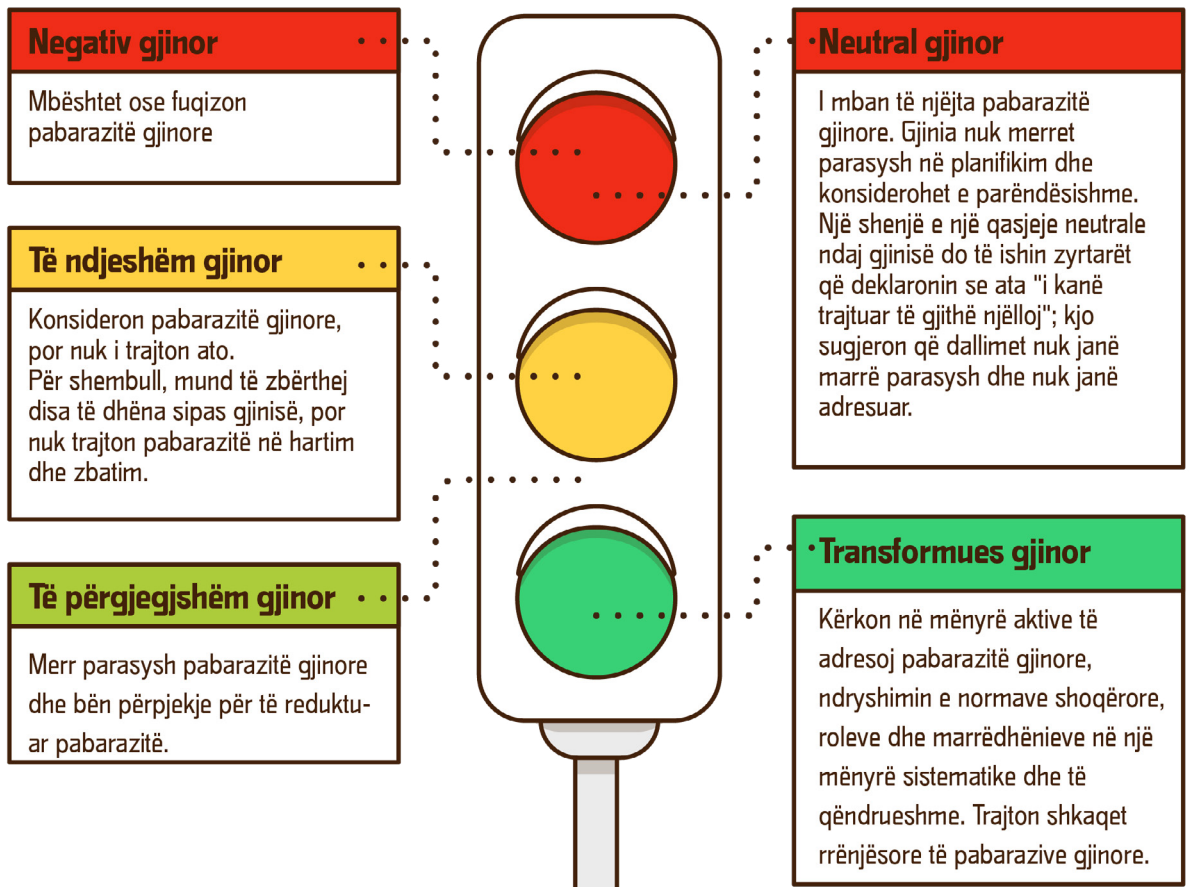 Negativ gjinor
Mbështet ose fuqizon
pabarazitë gjinore
Të ndjeshëm gjinor
Konsideron pabarazitë gjinore,
por nuk i trajton ato.
Për shembull, mund të zbërthej
disa të dhëna sipas gjinisë, por
nuk trajton pabarazitë në hartim
dhe zbatim.
Të përgjegjshëm gjinor
Merr parasysh pabarazitë gjinore
dhe bën përpjekje për të reduktu-
ar pabarazitë.
Neutral gjinor
I mban të njëjta pabarazitë
gjinore. Gjinia nuk merret
parasysh në planifikim dhe
konsiderohet e parëndësishme.
Një shenjë e një qasjeje neutrale
ndaj gjinisë do të ishin zyrtarët
që deklaronin se ata "i kanë
trajtuar të gjithë njëlloj"; kjo
sugjeron që dallimet nuk janë
marrë parasysh dhe nuk janë
adresuar.
Transformues gjinor
Kërkon në mënyrë aktive të
adresoj pabarazitë gjinore,
ndryshimin e normave shoqërore,
roleve dhe marrëdhënieve në një
mënyrë sistematike dhe të
qëndrueshme. Trajton shkaqet
rrënjësore të pabarazive gjinore.